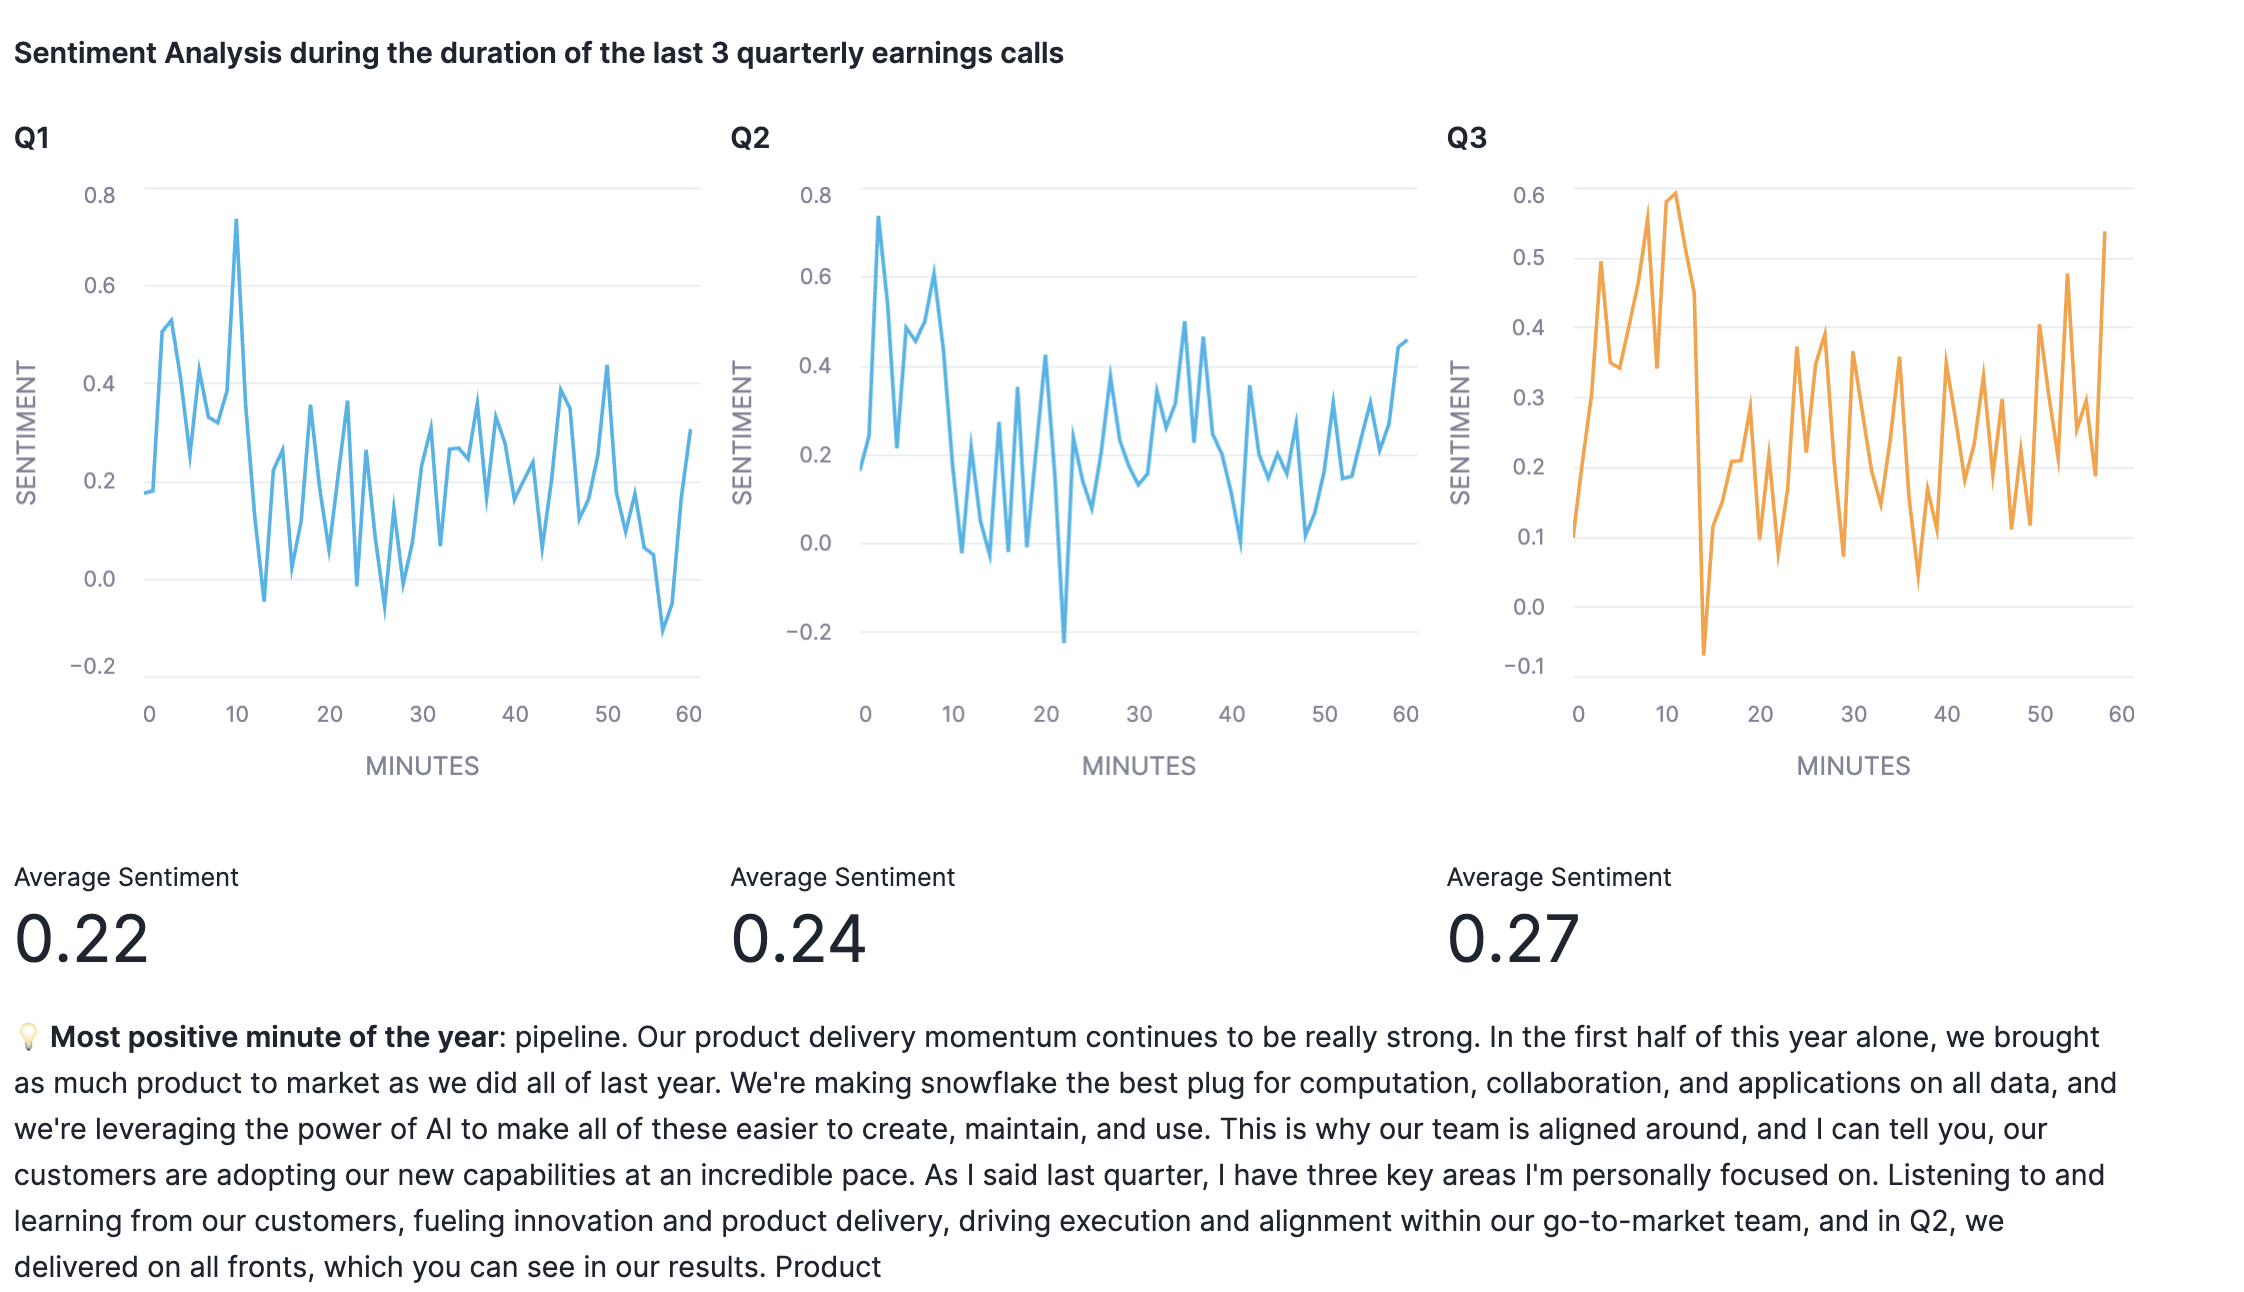 Sentiment Analysis during the duration of the last 3 quarterly earnings calls
Q1
0.8
0.6
0.4
0.2
0.0
−0.2
SENTIMENT
0 10 20 30 40 50 60
MINUTES
Q2
0.8
0.6
0.4
0.2
0.0
−0.2
SENTIMENT
0 10 20 30 40 50 60
MINUTES
Q3
0.6
0.5
0.4
0.3
0.2
0.1
0.0
−0.1
SENTIMENT
0 10 20 30 40 50 60
MINUTES
Average Sentiment
0.22
Average Sentiment
0.24
Average Sentiment
0.27
💡 Most positive minute of the year: pipeline. Our product delivery momentum continues to be really strong. In the first half of this year alone, we brought
as much product to market as we did all of last year. We're making snowflake the best plug for computation, collaboration, and applications on all data, and
we're leveraging the power of AI to make all of these easier to create, maintain, and use. This is why our team is aligned around, and I can tell you, our
customers are adopting our new capabilities at an incredible pace. As I said last quarter, I have three key areas I'm personally focused on. Listening to and
learning from our customers, fueling innovation and product delivery, driving execution and alignment within our go-to-market team, and in Q2, we
delivered on all fronts, which you can see in our results. Product